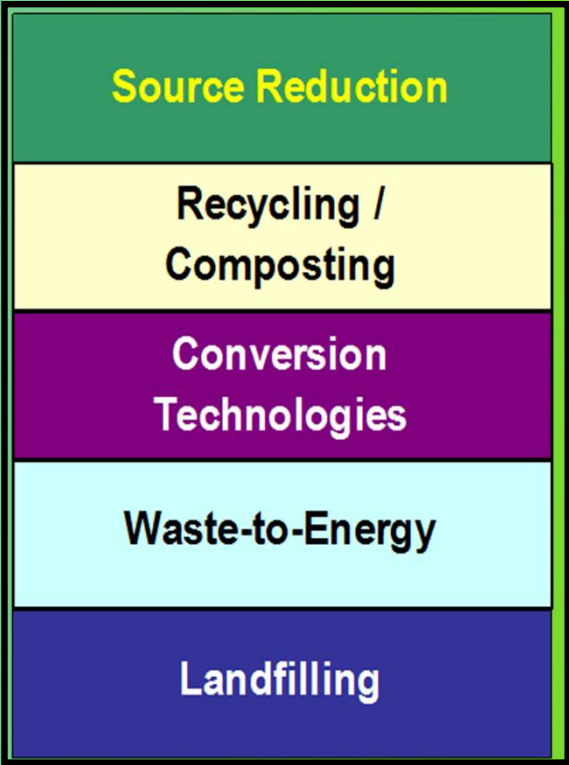 Source Reduction
Recycling /
Composting
Conversion
Technologies
Waste-to-Energy
Landfilling